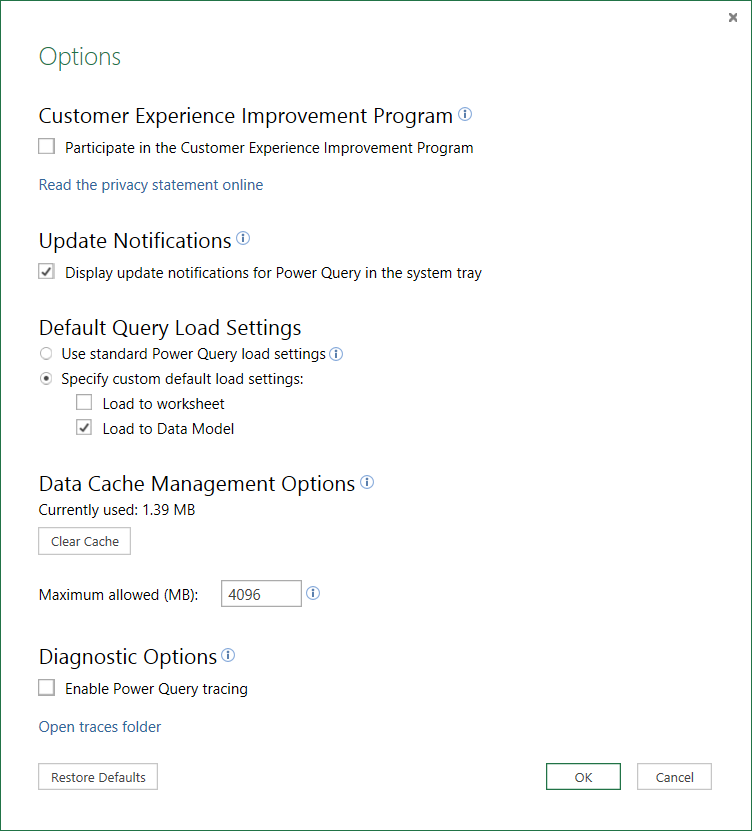 Options
Customer Experience Improvement Program
Participate in the Customer Experience Improvement Program
Read the privacy statement online
Update Notifications
Display update notifications for Power Query in the system tray
Default Query Load Settings
Use standard Power Query load settings
Specify custom default load settings:
Load to worksheet
Load to Data Model
Data Cache Management Options
Currently used: 1.39 MB
Clear Cache
Maximum allowed (MB): 4096
Diagnostic Options
Enable Power Query tracing
Open traces folder
Restore Defaults OK Cancel